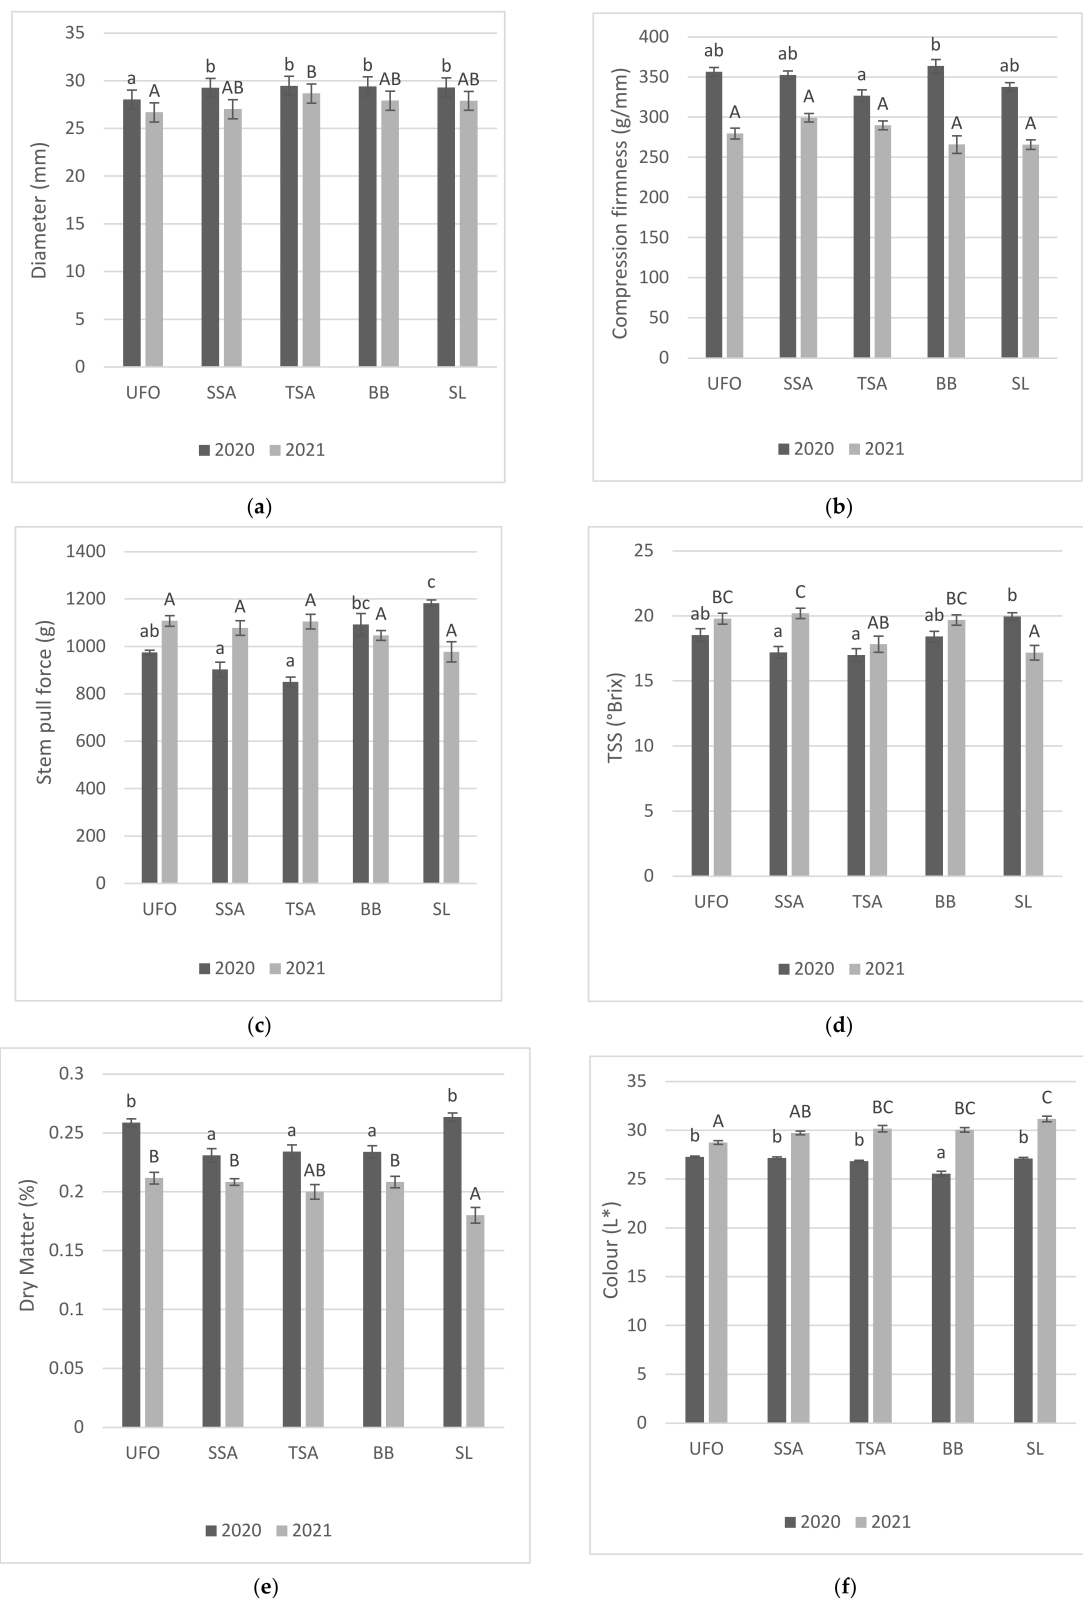 35
30
25
20
15
10
5
0
Diameter (mm)
a A b AB b B b AB b AB
UFO SSA TSA BB SL
2020 2021
(a)
400
350
300
250
200
150
100
50
0
Compression firmness (g/mm)
ab A ab A a A b A ab A
UFO SSA TSA BB SL
2020 2021
(b)
1400
1200
1000
800
600
400
200
0
Stem pull force (g)
ab A a A a A bc A c A
UFO SSA TSA BB SL
2020 2021
(c)
25
20
15
10
5
0
TSS (°Brix)
ab BC a C a AB ab BC b A
UFO SSA TSA BB SL
2020 2021
(d)
0.3
0.25
0.2
0.15
0.1
0.05
0
Dry Matter (%)
b B a B a AB a B b A
UFO SSA TSA BB SL
2020 2021
(e)
35
30
25
20
15
10
5
0
Colour (L*)
b A b AB b BC a BC b C
UFO SSA TSA BB SL
2020 2021
(f)